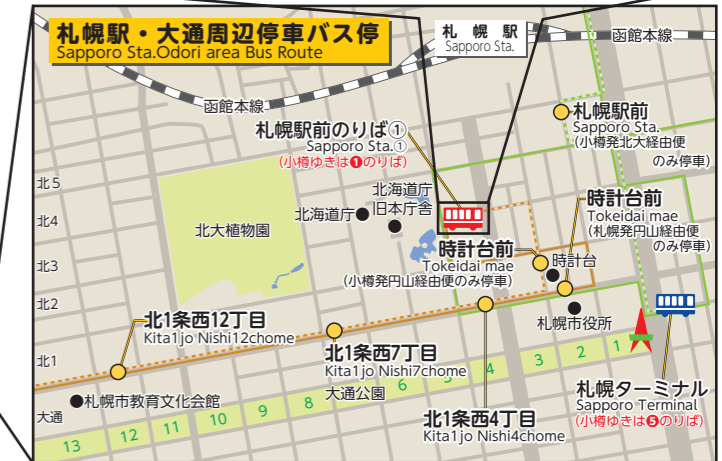 札幌駅・大通周辺停車バス停
Sapporo Sta.Odori area Bus Route
札幌駅
Sapporo Sta.
函館本線
函館本線
札幌駅前のりば①
Sapporo Sta.①
(小樽ゆきは❶のりば)
札幌駅前
Sapporo Sta.
(小樽発北大経由便
のみ停車)
北5
北4
北3
北2
北1
大通
北大植物園
北海道庁
北海道庁
旧本庁舎
時計台前
Tokeidai mae
(札幌発円山経由便
のみ停車)
時計台前
Tokeidai mae
(小樽発円山経由便のみ停車)
時計台
札幌市役所
北1条西12丁目
Kita1jo Nishi12chome
北1条西7丁目
Kita1jo Nishi7chome
北1条西4丁目
Kita1jo Nishi4chome
札幌ターミナル
Sapporo Terminal
(小樽ゆきは❺のりば)
札幌市教育文化会館
大通公園
13 12 11 10 9 8 6 5 4 3 2 1